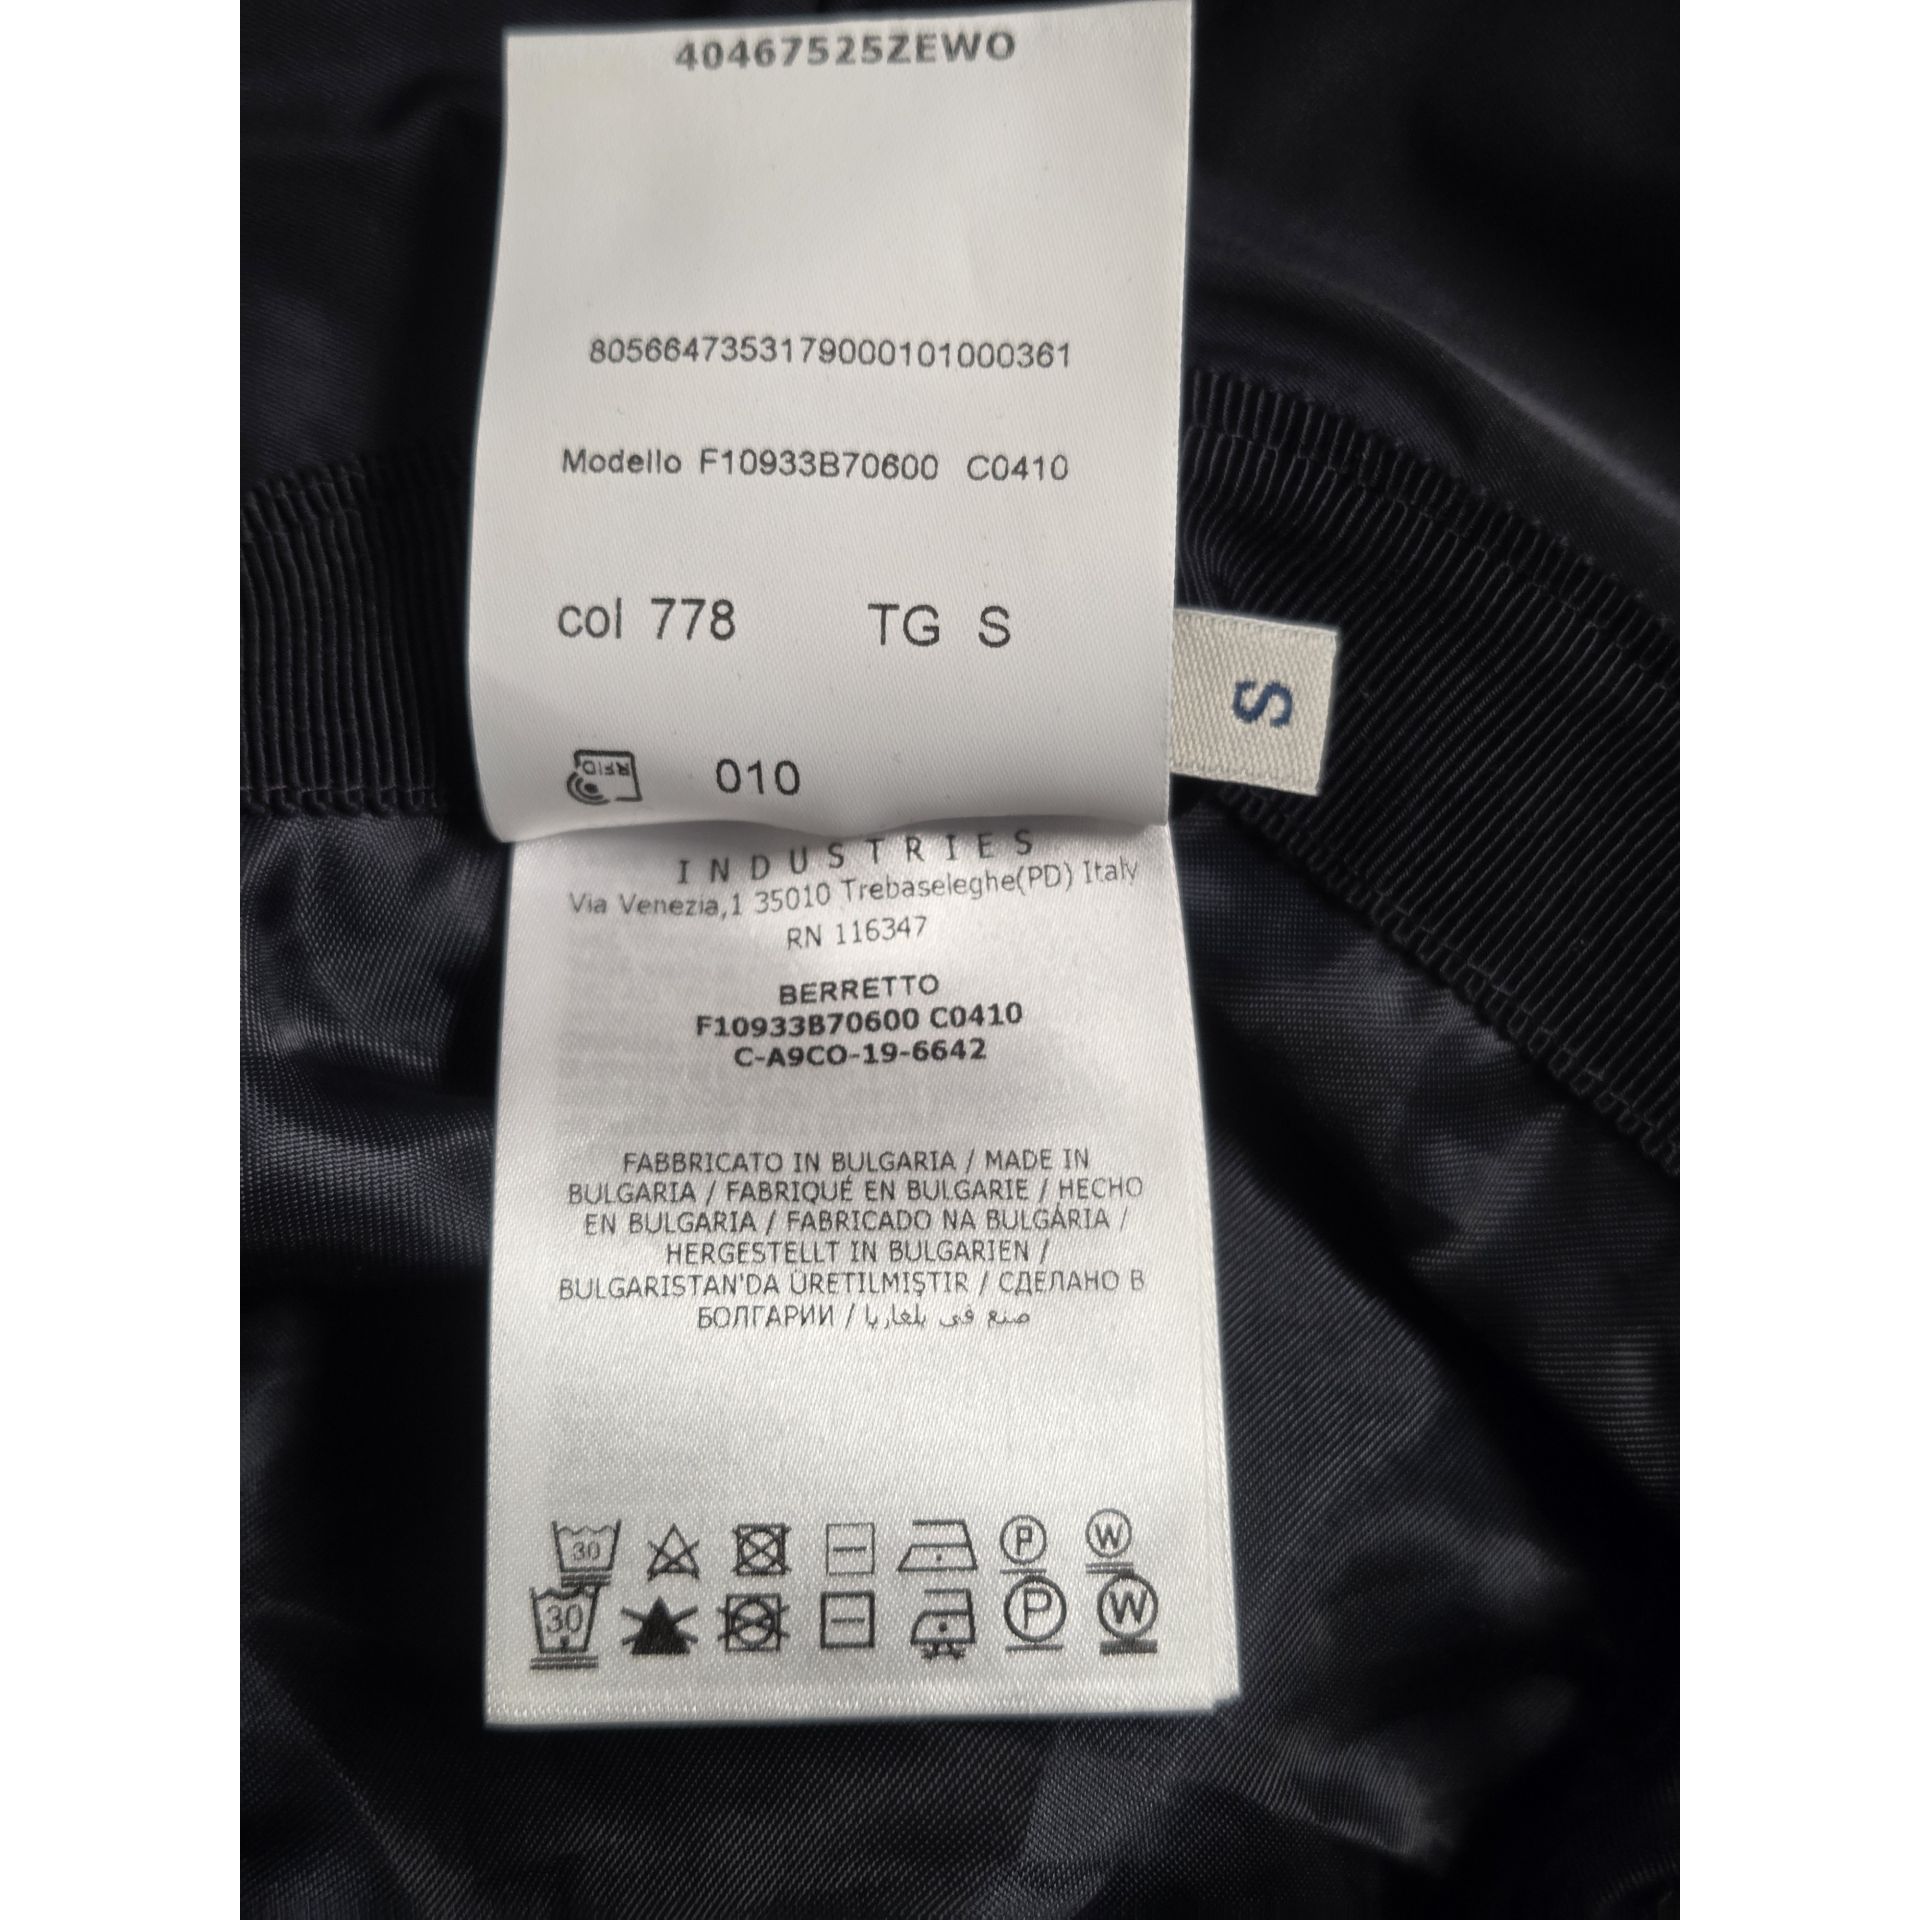 40467525ZEWO
8056647353179000101000361
Modello F10933B70600 C0410
col 778 TG S
S
RFID
010
INDUSTRIES
Via Venezia,1 35010 Trebaseleghe(PD) Italy
RN 116347
BERRETTO
F10933B70600 C0410
C-A9CO-19-6642
FABBRICATO IN BULGARIA / MADE IN
BULGARIA / FABRIQUÉ EN BULGARIE / HECHO
EN BULGARIA / FABRICADO NA BULGÁRIA /
HERGESTELLT IN BULGARIEN /
BULGARISTAN'DA ÜRETILMIŞTIR / СДЕЛАНО В
БОЛГАРИИ / صنع في بلغاريا
30 P W
30 P W